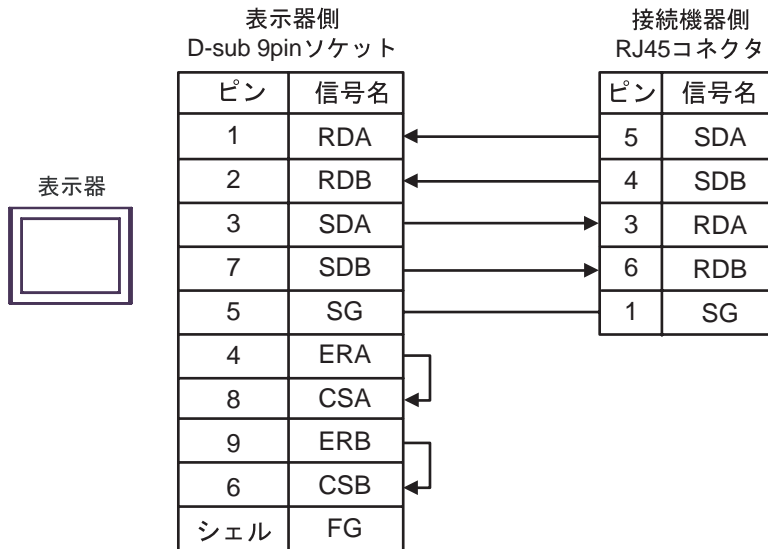 表示器側
D-sub 9pinソケット
接続機器側
RJ45コネクタ
表示器
ピン 信号名 ピン 信号名
1 RDA 5 SDA
2 RDB 4 SDB
3 SDA 3 RDA
7 SDB 6 RDB
5 SG 1 SG
4 ERA
8 CSA
9 ERB
6 CSB
シェル FG